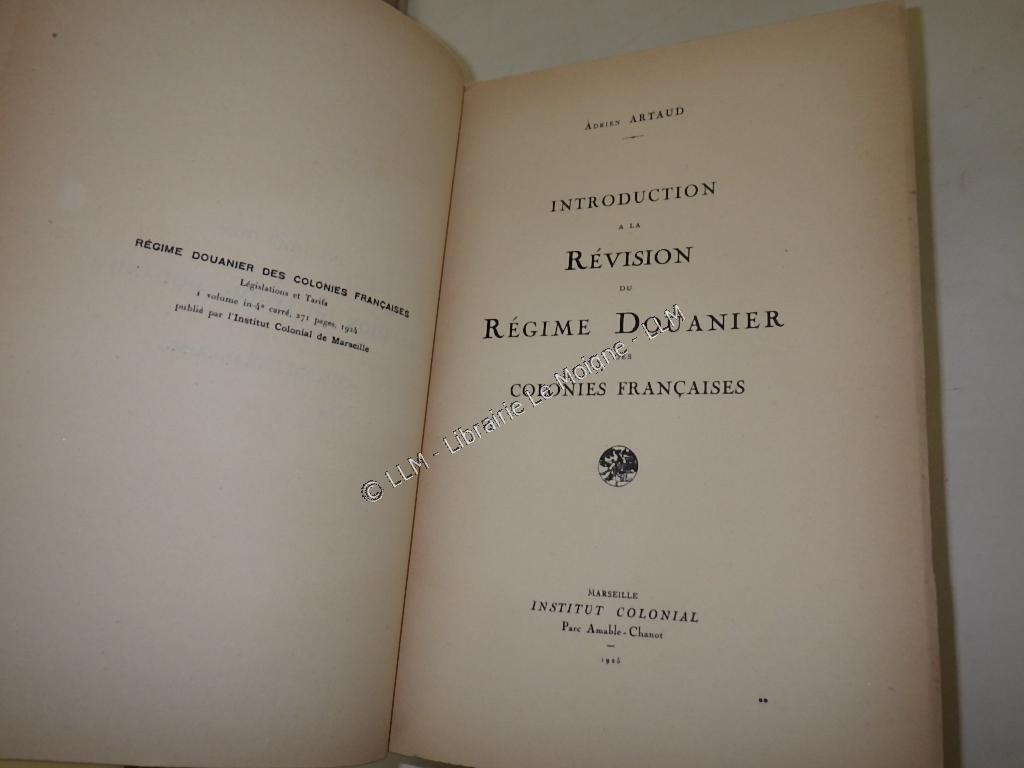 RÉGIME DOUANIER DES COLONIES FRANÇAISES
Législations et Tarifs
1 volume in-4° carré, 271 pages, 1924
publié par l'Institut Colonial de Marseille
Adrien ARTAUD
INTRODUCTION
A LA
RÉVISION
DU
RÉGIME DOUANIER
DES
COLONIES FRANÇAISES
MARSEILLE
INSTITUT COLONIAL
Parc Amable-Chanot
© LLM - Librairie Le Moigne - LLM